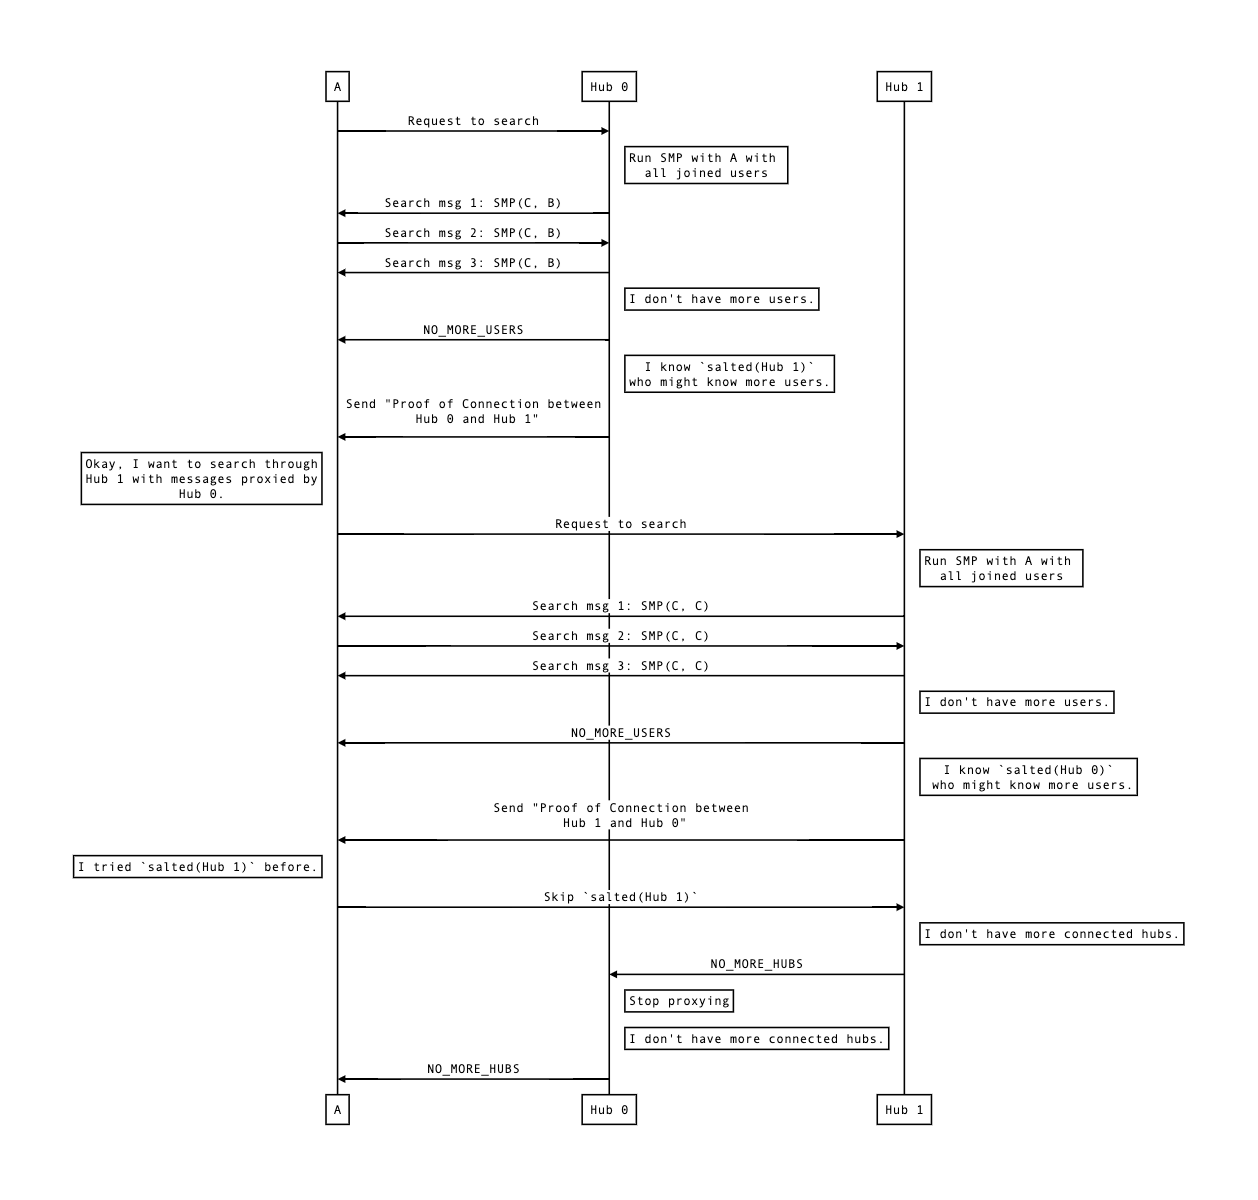 A
Hub 0
Hub 1
Request to search
Run SMP with A with
all joined users
Search msg 1: SMP(C, B)
Search msg 2: SMP(C, B)
Search msg 3: SMP(C, B)
I don't have more users.
NO_MORE_USERS
I know `salted(Hub 1)`
who might know more users.
Send "Proof of Connection between
Hub 0 and Hub 1"
Okay, I want to search through
Hub 1 with messages proxied by
Hub 0.
Request to search
Run SMP with A with
all joined users
Search msg 1: SMP(C, C)
Search msg 2: SMP(C, C)
Search msg 3: SMP(C, C)
I don't have more users.
NO_MORE_USERS
I know `salted(Hub 0)`
who might know more users.
Send "Proof of Connection between
Hub 1 and Hub 0"
I tried `salted(Hub 1)` before.
Skip `salted(Hub 1)`
I don't have more connected hubs.
NO_MORE_HUBS
Stop proxying
I don't have more connected hubs.
NO_MORE_HUBS
A
Hub 0
Hub 1